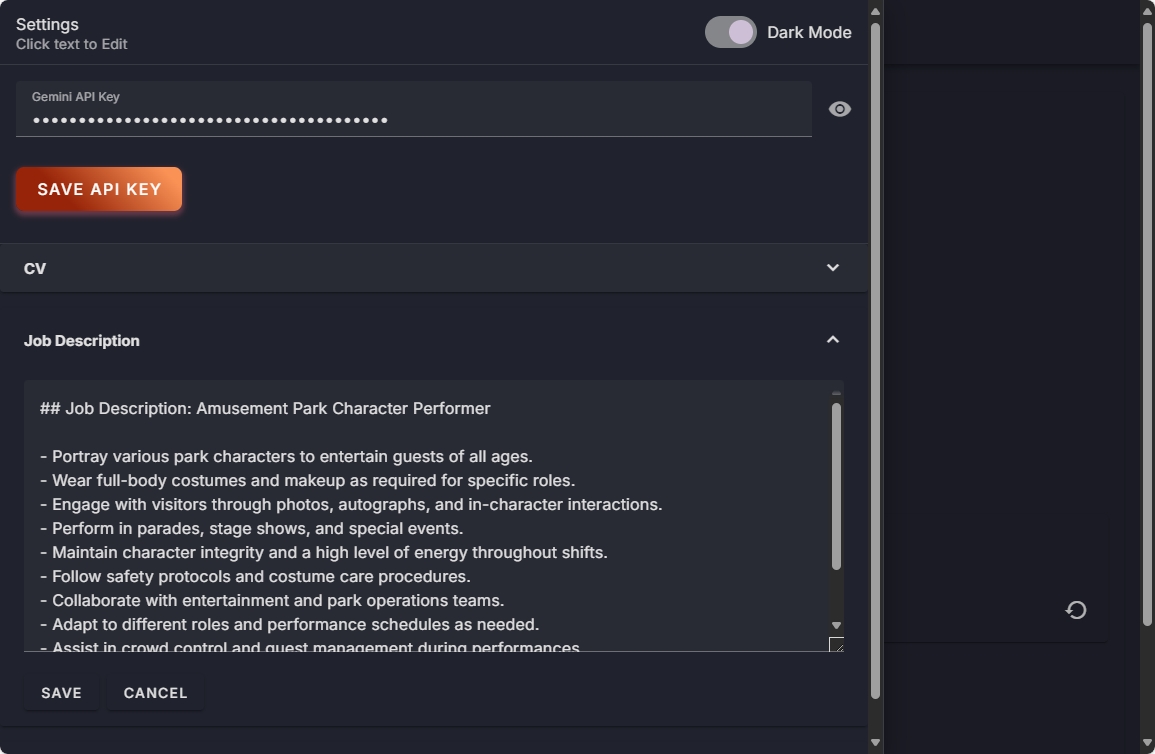 Settings
Click text to Edit
Dark Mode
Gemini API Key
SAVE API KEY
CV
Job Description
## Job Description: Amusement Park Character Performer
- Portray various park characters to entertain guests of all ages.
- Wear full-body costumes and makeup as required for specific roles.
- Engage with visitors through photos, autographs, and in-character interactions.
- Perform in parades, stage shows, and special events.
- Maintain character integrity and a high level of energy throughout shifts.
- Follow safety protocols and costume care procedures.
- Collaborate with entertainment and park operations teams.
- Adapt to different roles and performance schedules as needed.
- Assist in crowd control and guest management during performances
SAVE
CANCEL